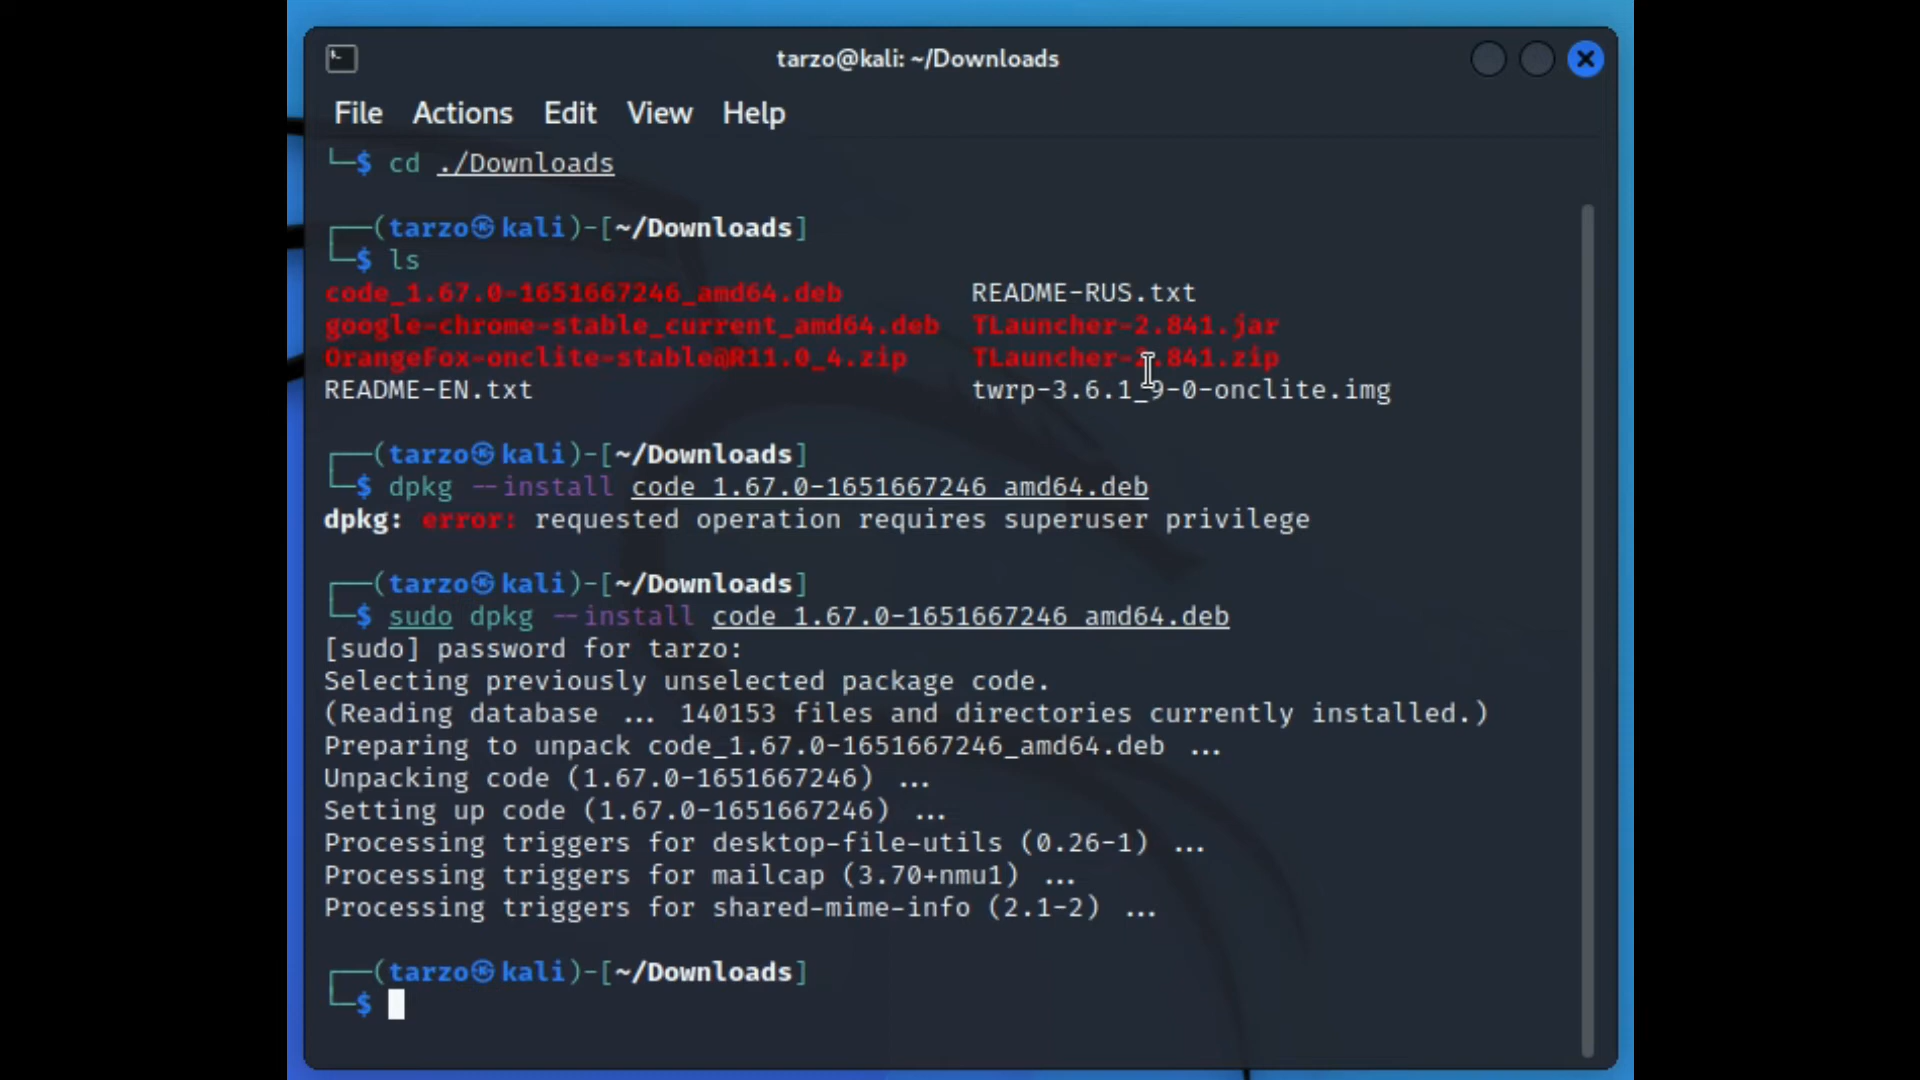 tarzo@kali: ~/Downloads
File Actions Edit View Help
└─$ cd ./Downloads
┌──(tarzo㉿kali)-[~/Downloads]
└─$ ls
code_1.67.0-1651667246_amd64.deb README-RUS.txt
google-chrome-stable_current_amd64.deb TLauncher-2.841.jar
OrangeFox-onclite-stable@R11.0_4.zip TLauncher-2.841.zip
README-EN.txt twrp-3.6.1_9-0-onclite.img
┌──(tarzo㉿kali)-[~/Downloads]
└─$ dpkg --install code_1.67.0-1651667246_amd64.deb
dpkg: error: requested operation requires superuser privilege
┌──(tarzo㉿kali)-[~/Downloads]
└─$ sudo dpkg --install code_1.67.0-1651667246_amd64.deb
[sudo] password for tarzo:
Selecting previously unselected package code.
(Reading database ... 140153 files and directories currently installed.)
Preparing to unpack code_1.67.0-1651667246_amd64.deb ...
Unpacking code (1.67.0-1651667246) ...
Setting up code (1.67.0-1651667246) ...
Processing triggers for desktop-file-utils (0.26-1) ...
Processing triggers for mailcap (3.70+nmu1) ...
Processing triggers for shared-mime-info (2.1-2) ...
┌──(tarzo㉿kali)-[~/Downloads]
└─$